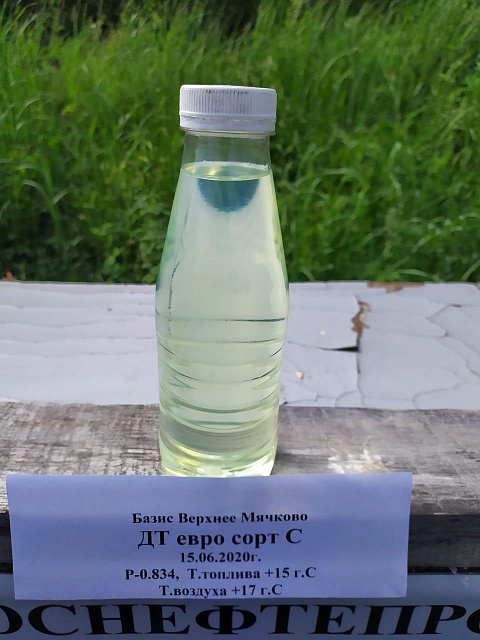 Базис Верхнее Мячково
ДТ евро сорт С
15.06.2020г.
Р-0.834, Т.топлива +15 г.С
Т.воздуха +17 г.С
ОСНЕФТЕПРО